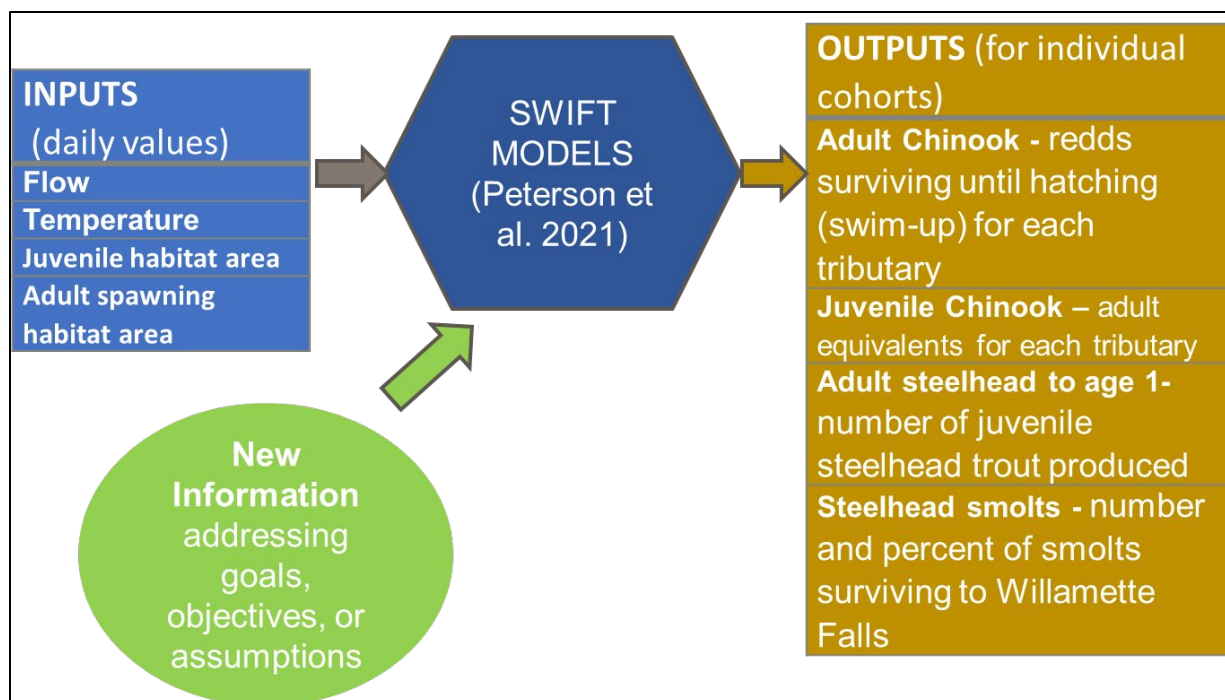 INPUTS
(daily values)
Flow
Temperature
Juvenile habitat area
Adult spawning
habitat area
SWIFT
MODELS
(Peterson et
al. 2021)
New
Information
addressing
goals,
objectives, or
assumptions
OUTPUTS (for individual
cohorts)
Adult Chinook - redds
surviving until hatching
(swim-up) for each
tributary
Juvenile Chinook – adult
equivalents for each tributary
Adult steelhead to age 1-
number of juvenile
steelhead trout produced
Steelhead smolts - number
and percent of smolts
surviving to Willamette
Falls